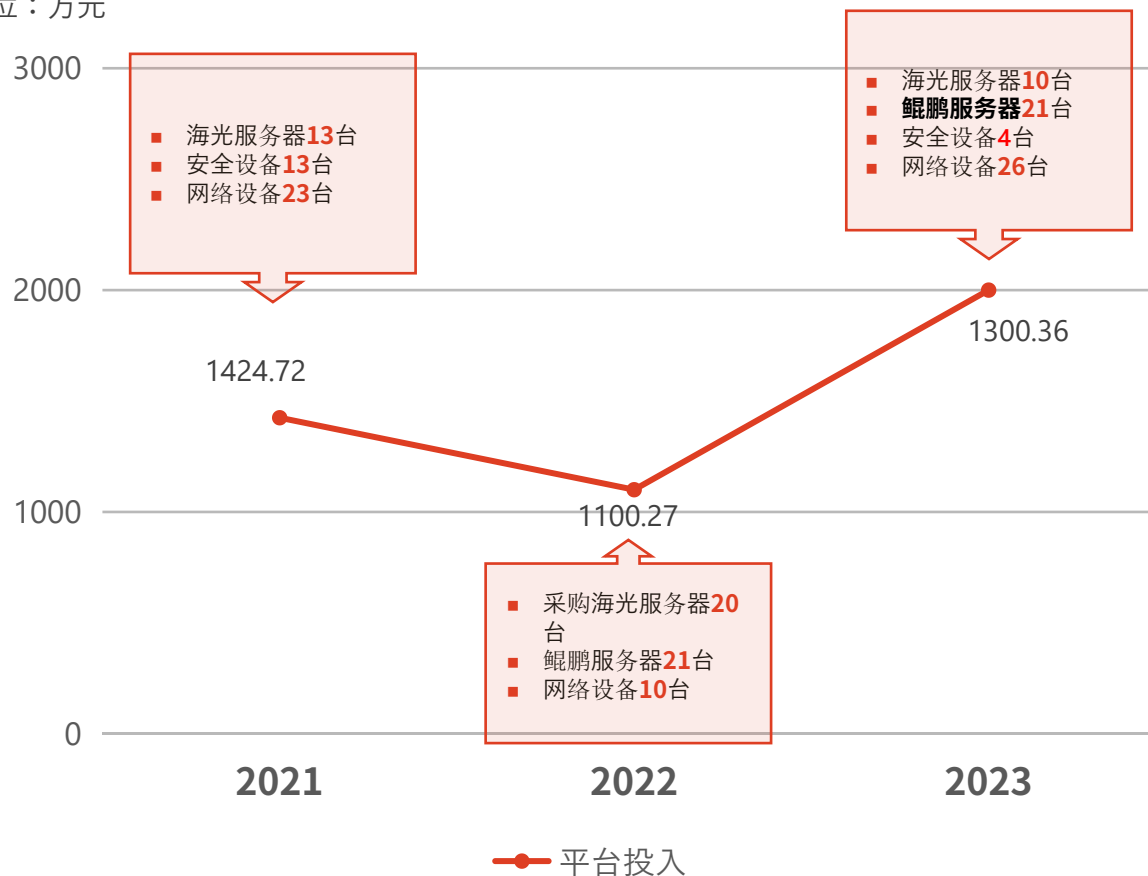 位：万元
3000
海光服务器13台
安全设备13台
网络设备23台
海光服务器10台
鲲鹏服务器21台
安全设备4台
网络设备26台
2000
1300.36
1424.72
1000
1100.27
采购海光服务器20
台
鲲鹏服务器21台
网络设备10台
0
2021
2022
2023
平台投入